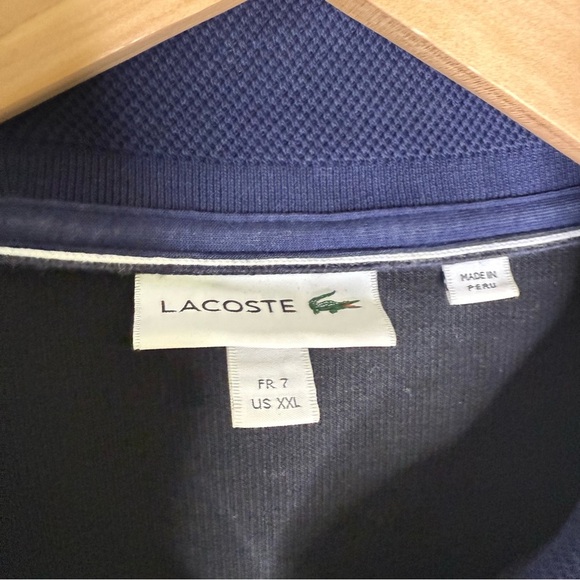 LACOSTE
MADE IN
PERU
FR 7
US XXL